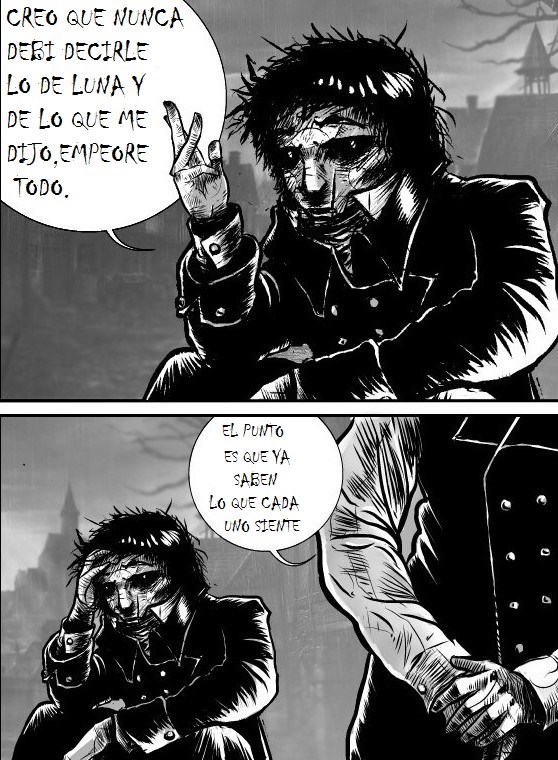 CREO QUE NUNCA
DEBI DECIRLE
LO DE LUNA Y
DE LO QUE ME
DIJO,EMPEORE
TODO.
EL PUNTO
ES QUE YA
SABEN
LO QUE CADA
UNO SIENTE